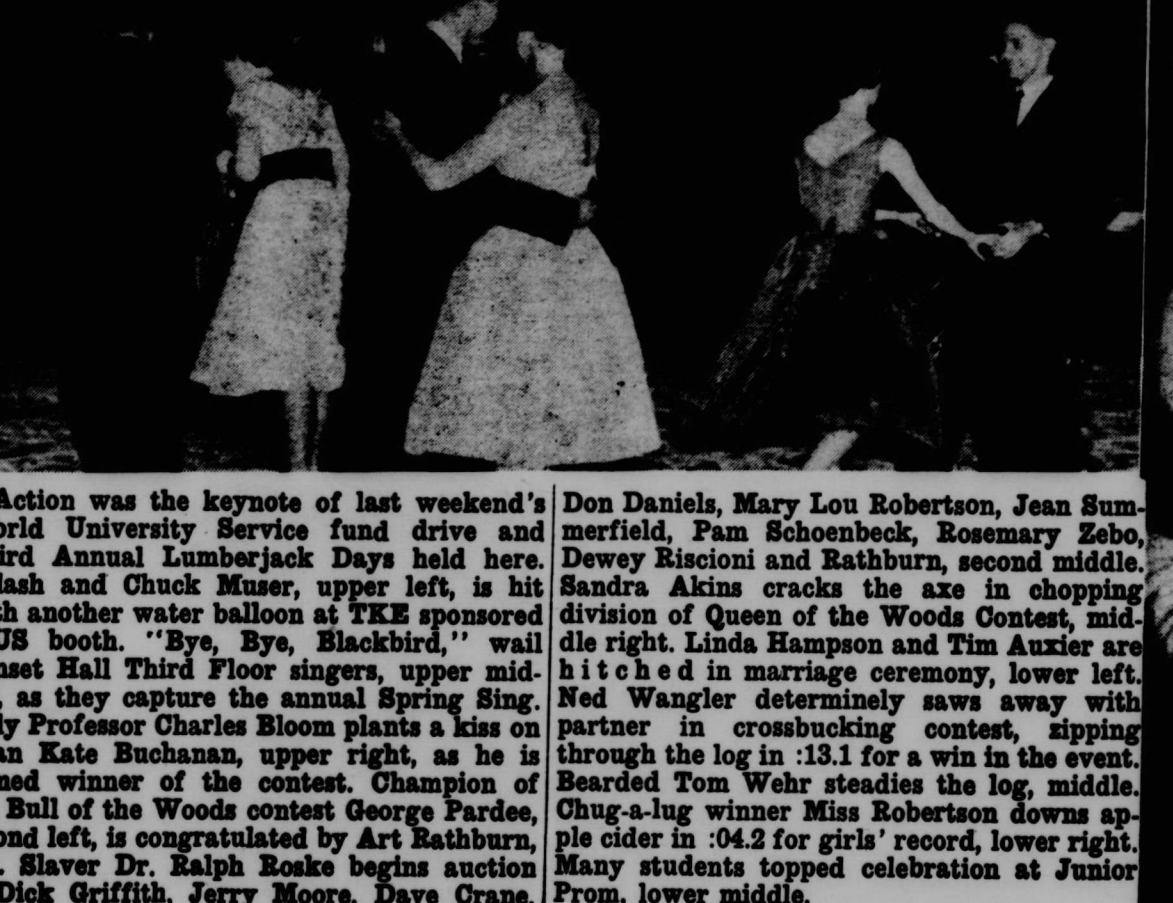 Action was the keynote of last weekend's
orld University Service fund drive and
ird Annual Lumberjack Days held here.
lash and Chuck Muser, upper left, is hit
th another water balloon at TKE sponsored
US booth. "Bye, Bye, Blackbird," wail
nset Hall Third Floor singers, upper mid-
, as they capture the annual Spring Sing.
ly Professor Charles Bloom plants a kiss on
an Kate Buchanan, upper right, as he is
med winner of the contest. Champion of
Bull of the Woods contest George Pardee,
ond left, is congratulated by Art Rathburn,
. Slaver Dr. Ralph Roske begins auction
Dick Griffith, Jerry Moore, Dave Crane,
Don Daniels, Mary Lou Robertson, Jean Sum-
merfield, Pam Schoenbeck, Rosemary Zebo,
Dewey Riscioni and Rathburn, second middle.
Sandra Akins cracks the axe in chopping
division of Queen of the Woods Contest, mid-
dle right. Linda Hampson and Tim Auxier are
hitched in marriage ceremony, lower left.
Ned Wangler determinely saws away with
partner in crossbucking contest, zipping
through the log in :13.1 for a win in the event.
Bearded Tom Wehr steadies the log, middle.
Chug-a-lug winner Miss Robertson downs ap-
ple cider in :04.2 for girls' record, lower right.
Many students topped celebration at Junior
Prom, lower middle.